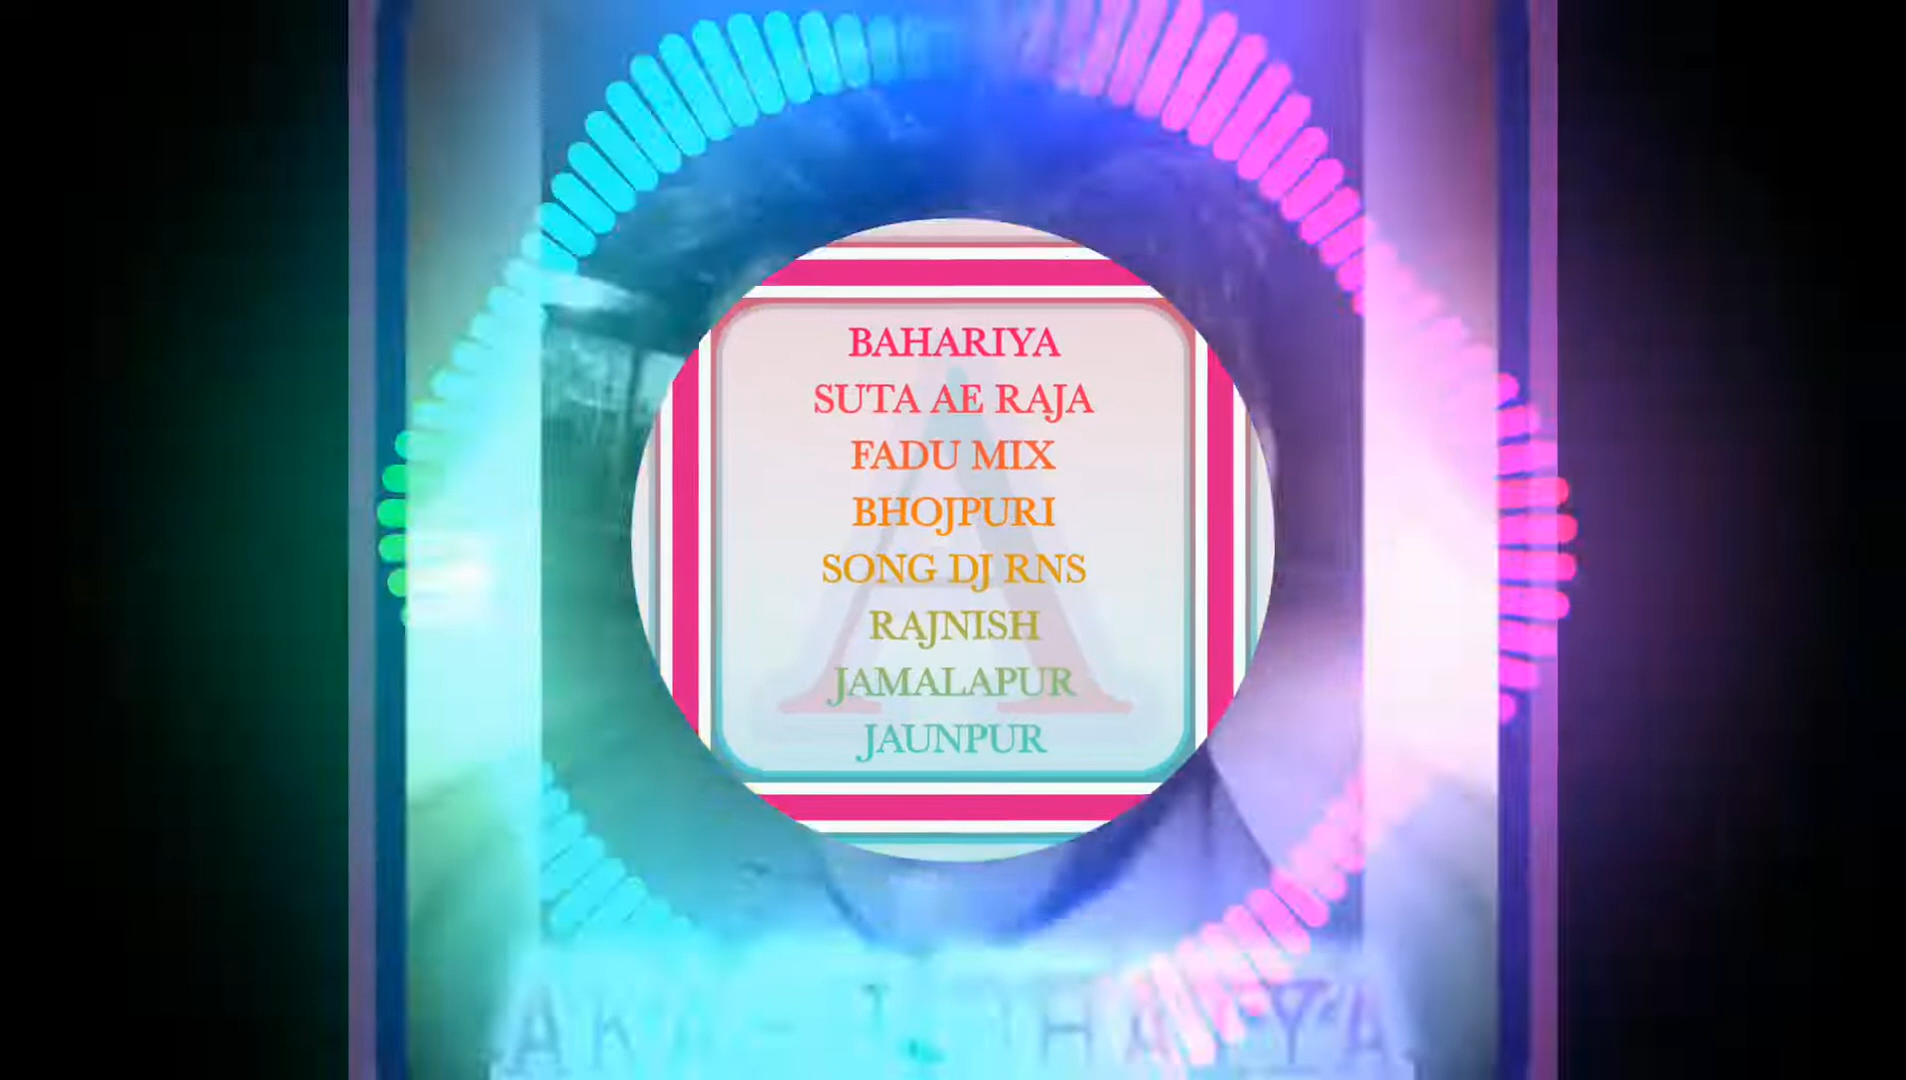 BAHARIYA
SUTA AE RAJA
FADU MIX
BHOJPURI
SONG DJ RNS
RAJNISH
JAMALAPUR
JAUNPUR
A